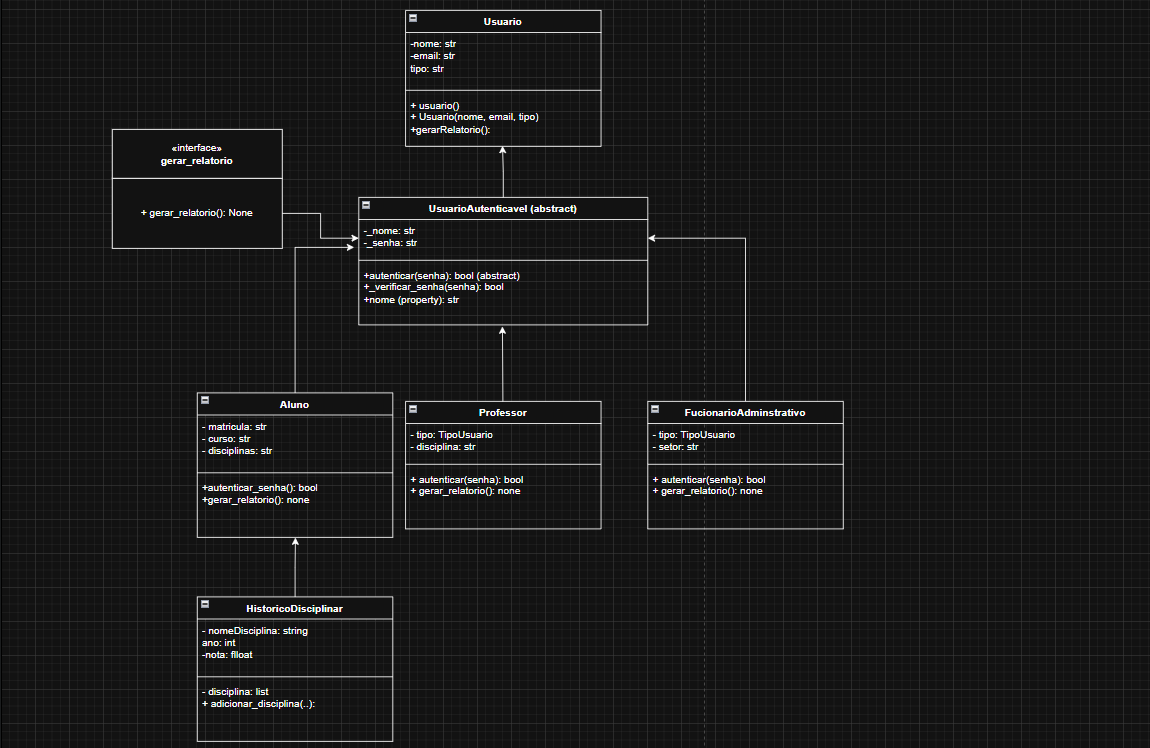 Usuario
-nome: str
-email: str
tipo: str
+ usuario()
+ Usuario(nome, email, tipo)
+gerarRelatorio():
«interface»
gerar_relatorio
+ gerar_relatorio(): None
UsuarioAutenticavel (abstract)
-_nome: str
-_senha: str
+autenticar(senha): bool (abstract)
+_verificar_senha(senha): bool
+nome (property): str
Aluno
- matricula: str
- curso: str
- disciplinas: str
+autenticar_senha(): bool
+gerar_relatorio(): none
Professor
- tipo: TipoUsuario
- disciplina: str
+ autenticar(senha): bool
+ gerar_relatorio(): none
FucionarioAdminstrativo
- tipo: TipoUsuario
- setor: str
+ autenticar(senha): bool
+ gerar_relatorio(): none
HistoricoDisciplinar
- nomeDisciplina: string
ano: int
-nota: flloat
- disciplina: list
+ adicionar_disciplina(..):